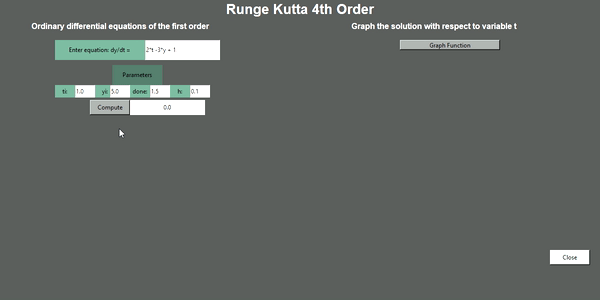 Runge Kutta 4th Order
Ordinary differential equations of the first order
Graph the solution with respect to variable t
Enter equation: dy/dt = 2*t -3*y + 1
Graph Function
Parameters
ti: 1.0 yi: 5.0 done: 1.5 h: 0.1
Compute 0.0
Close